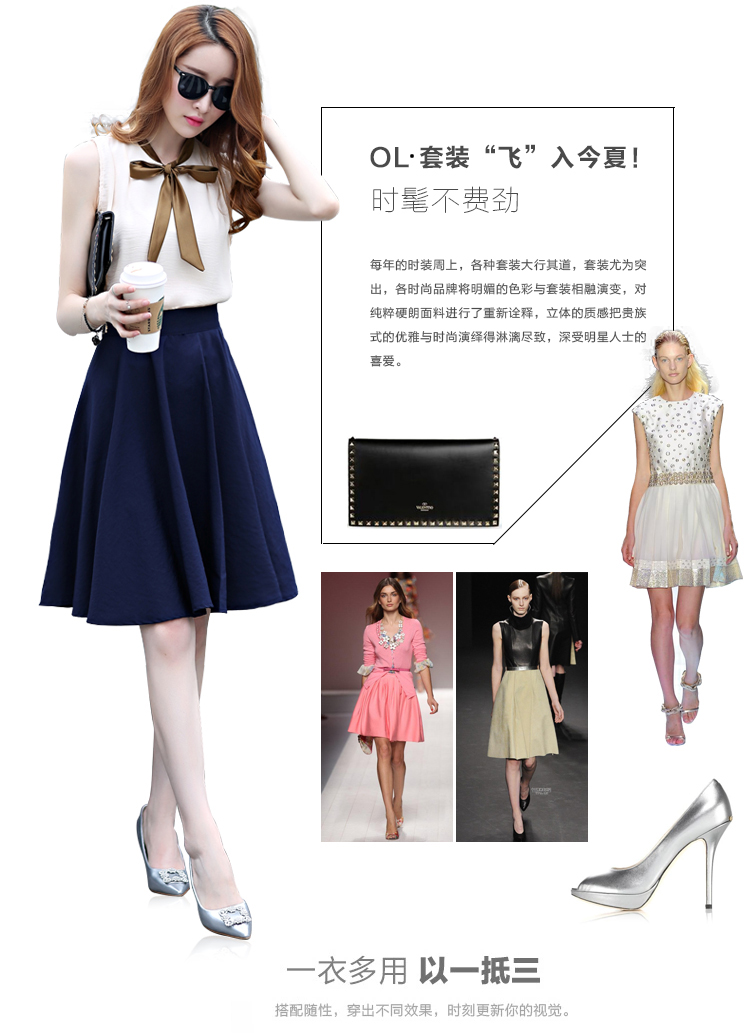 OL·套装“飞”入今夏!
时髦不费劲
每年的时装周上，各种套装大行其道，套装尤为突
出，各时尚品牌将明媚的色彩与套装相融演变，对
纯粹硬朗面料进行了重新诠释，立体的质感把贵族
式的优雅与时尚演绎得淋漓尽致，深受明星人士的
喜爱。
VALENTINO
一衣多用 以一抵三
搭配随性，穿出不同效果，时刻更新你的视觉。